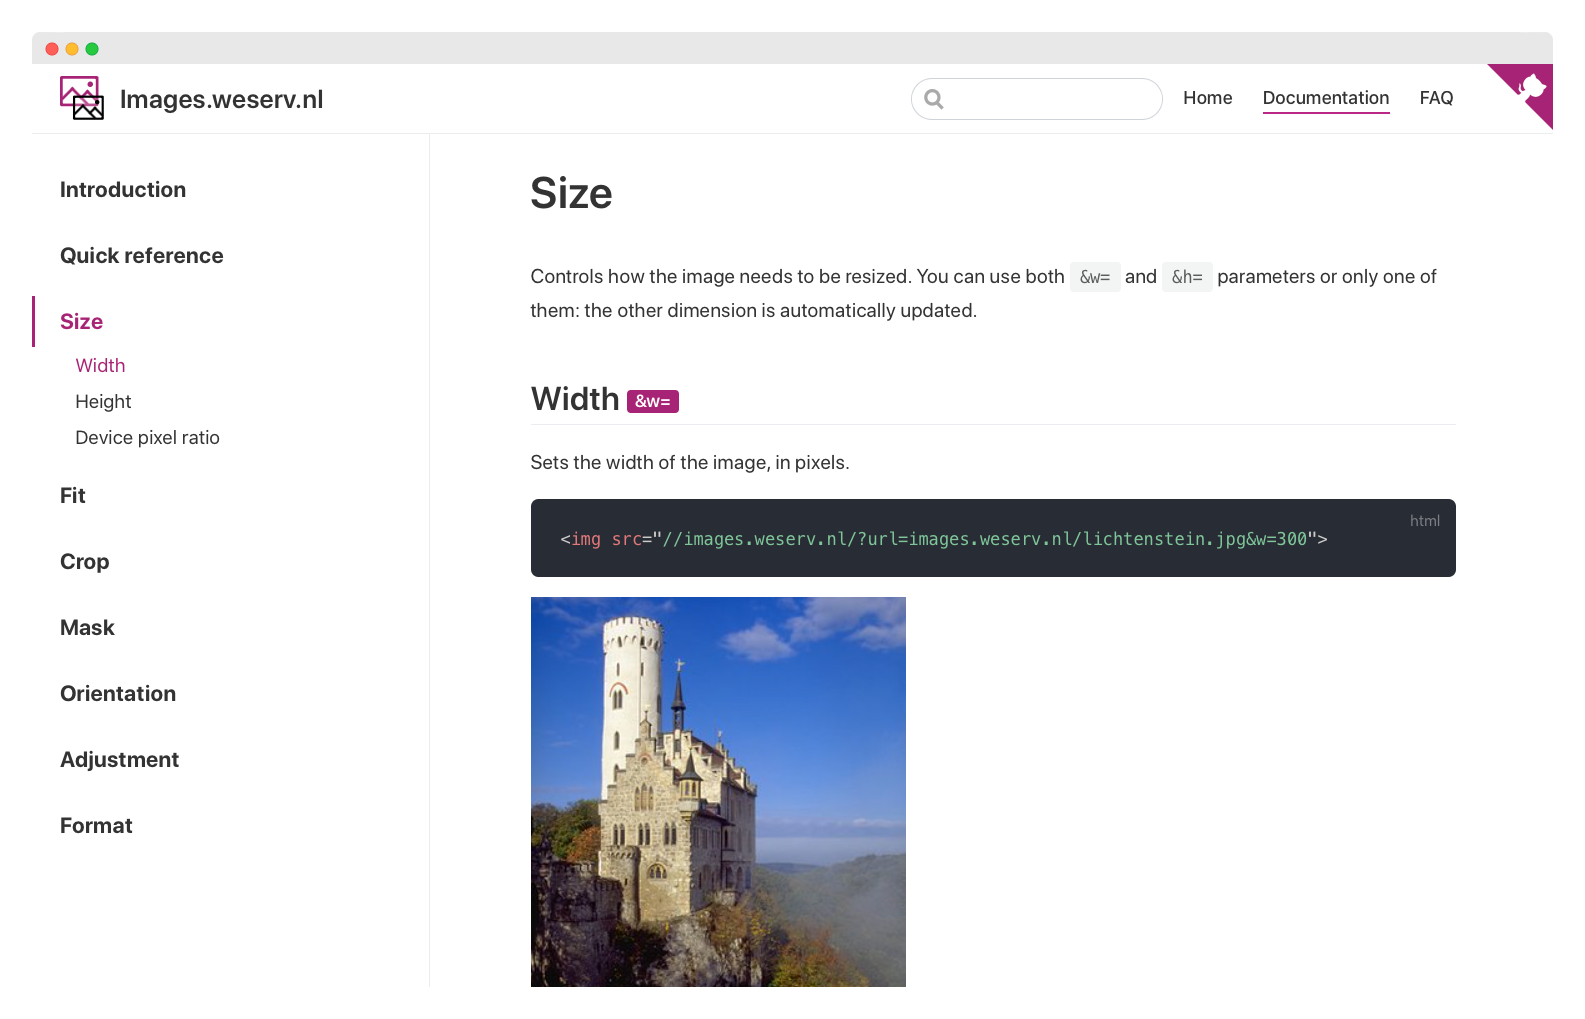 Images.weserv.nl
Home
Documentation
FAQ
Introduction
Quick reference
Size
Width
Height
Device pixel ratio
Fit
Crop
Mask
Orientation
Adjustment
Format
Size
Controls how the image needs to be resized. You can use both &w= and &h= parameters or only one of
them: the other dimension is automatically updated.
Width &w=
Sets the width of the image, in pixels.
html
<img src="//images.weserv.nl/?url=images.weserv.nl/lichtenstein.jpg&w=300">